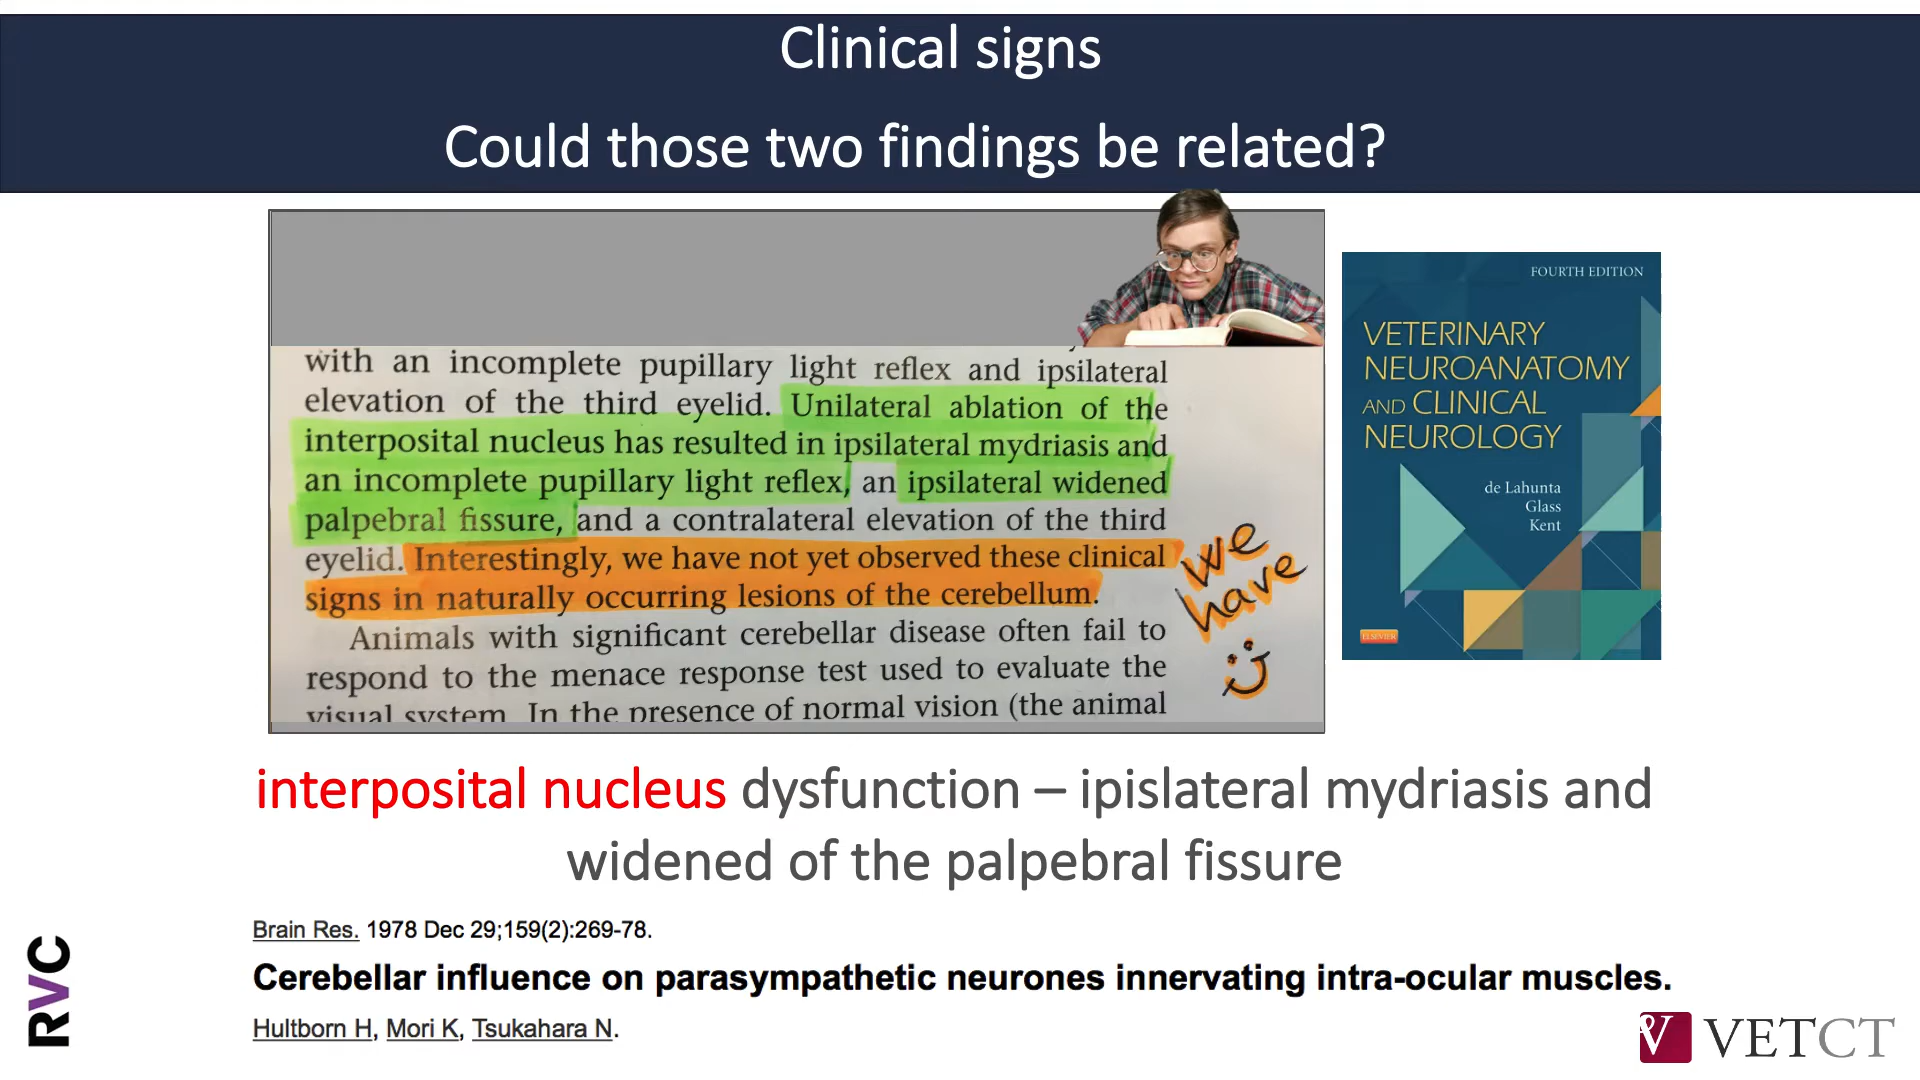 Clinical signs
Could those two findings be related?
with an incomplete pupillary light reflex and ipsilateral
elevation of the third eyelid. Unilateral ablation of the
interposital nucleus has resulted in ipsilateral mydriasis and
an incomplete pupillary light reflex, an ipsilateral widened
palpebral fissure, and a contralateral elevation of the third
eyelid. Interestingly, we have not yet observed these clinical
signs in naturally occurring lesions of the cerebellum.
Animals with significant cerebellar disease often fail to
respond to the menace response test used to evaluate the
visual system. In the presence of normal vision (the animal
we
have
FOURTH EDITION
VETERINARY
NEUROANATOMY
AND CLINICAL
NEUROLOGY
de Lahunta
Glass
Kent
ELSEVIER
interposital nucleus dysfunction – ipislateral mydriasis and
widened of the palpebral fissure
Brain Res. 1978 Dec 29;159(2):269-78.
Cerebellar influence on parasympathetic neurones innervating intra-ocular muscles.
Hultborn H, Mori K, Tsukahara N.
RVC
VETCT